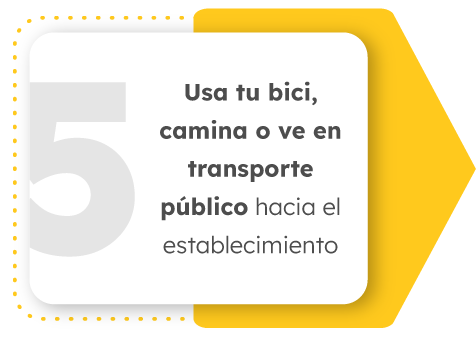 5
Usa tu bici,
camina o ve en
transporte
público hacia el
establecimiento